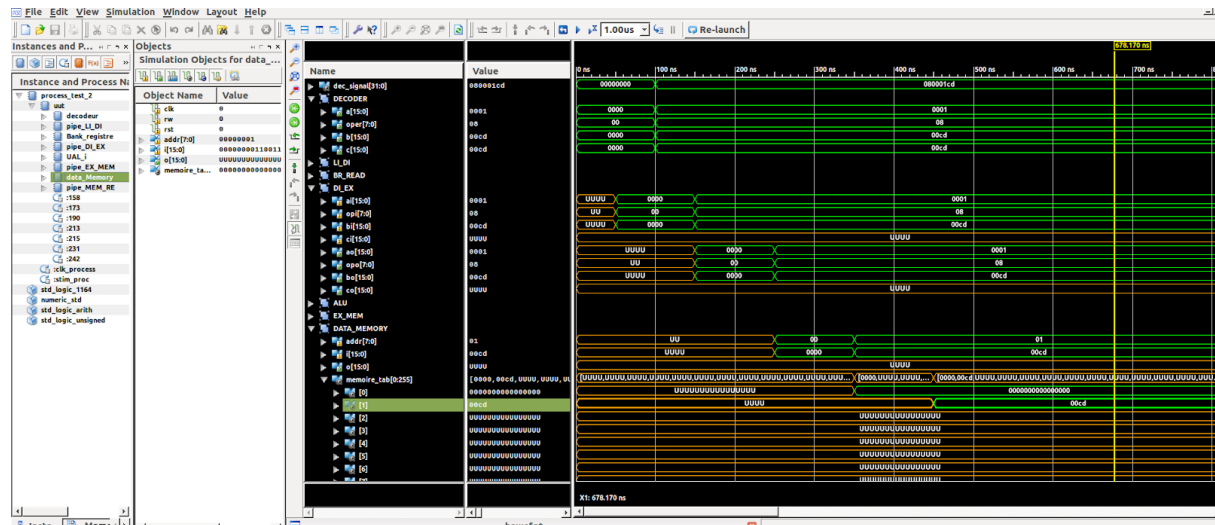 File Edit View Simulation Window Layout Help
1.00us Re-launch
Instances and P...
Instance and Process Na
process_test_2
uut
decodeur
pipe_LI_DI
Bank_registre
pipe_DI_EX
UAL_i
pipe_EX_MEM
data_Memory
pipe_MEM_RE
:158
:173
:190
:213
:215
:231
:242
:clk_process
:stim_proc
std_logic_1164
numeric_std
std_logic_arith
std_logic_unsigned
Objects
Simulation Objects for data_...
Object Name Value
clk 0
rw 0
rst 0
addr[7:0] 00000001
i[15:0] 00000000110011
o[15:0] UUUUUUUUUUUUUU
memoire_ta... 00000000000000
678.170 ns
Name Value 0 ns 100 ns 200 ns 300 ns 400 ns 500 ns 600 ns 700 ns
dec_signal[31:0] 080001cd 00000000 080001cd
DECODER
a[15:0] 0001 0000 0001
oper[7:0] 08 00 08
b[15:0] 00cd 0000 00cd
c[15:0] 00cd 0000 00cd
LI_DI
BR_READ
DI_EX
ai[15:0] 0001 UUUU 0000 0001
opi[7:0] 08 UU 00 08
bi[15:0] 00cd UUUU 0000 00cd
ci[15:0] UUUU UUUU
ao[15:0] 0001 UUUU 0000 0001
opo[7:0] 08 UU 00 08
bo[15:0] 00cd UUUU 0000 00cd
co[15:0] UUUU UUUU
ALU
EX_MEM
DATA_MEMORY
addr[7:0] 01 UU 00 01
i[15:0] 00cd UUUU 0000 00cd
o[15:0] UUUU UUUU
memoire_tab[0:255] [0000,00cd,UUUU,UUUU,UU
[0] 0000000000000000 UUUUUUUUUUUUUUUU 0000000000000000
[1] 00cd UUUU 00cd
[2] UUUUUUUUUUUUUUUU UUUUUUUUUUUUUUUU
[3] UUUUUUUUUUUUUUUU UUUUUUUUUUUUUUUU
[4] UUUUUUUUUUUUUUUU UUUUUUUUUUUUUUUU
[5] UUUUUUUUUUUUUUUU UUUUUUUUUUUUUUUU
[6] UUUUUUUUUUUUUUUU UUUUUUUUUUUUUUUU
X1: 678.170 ns